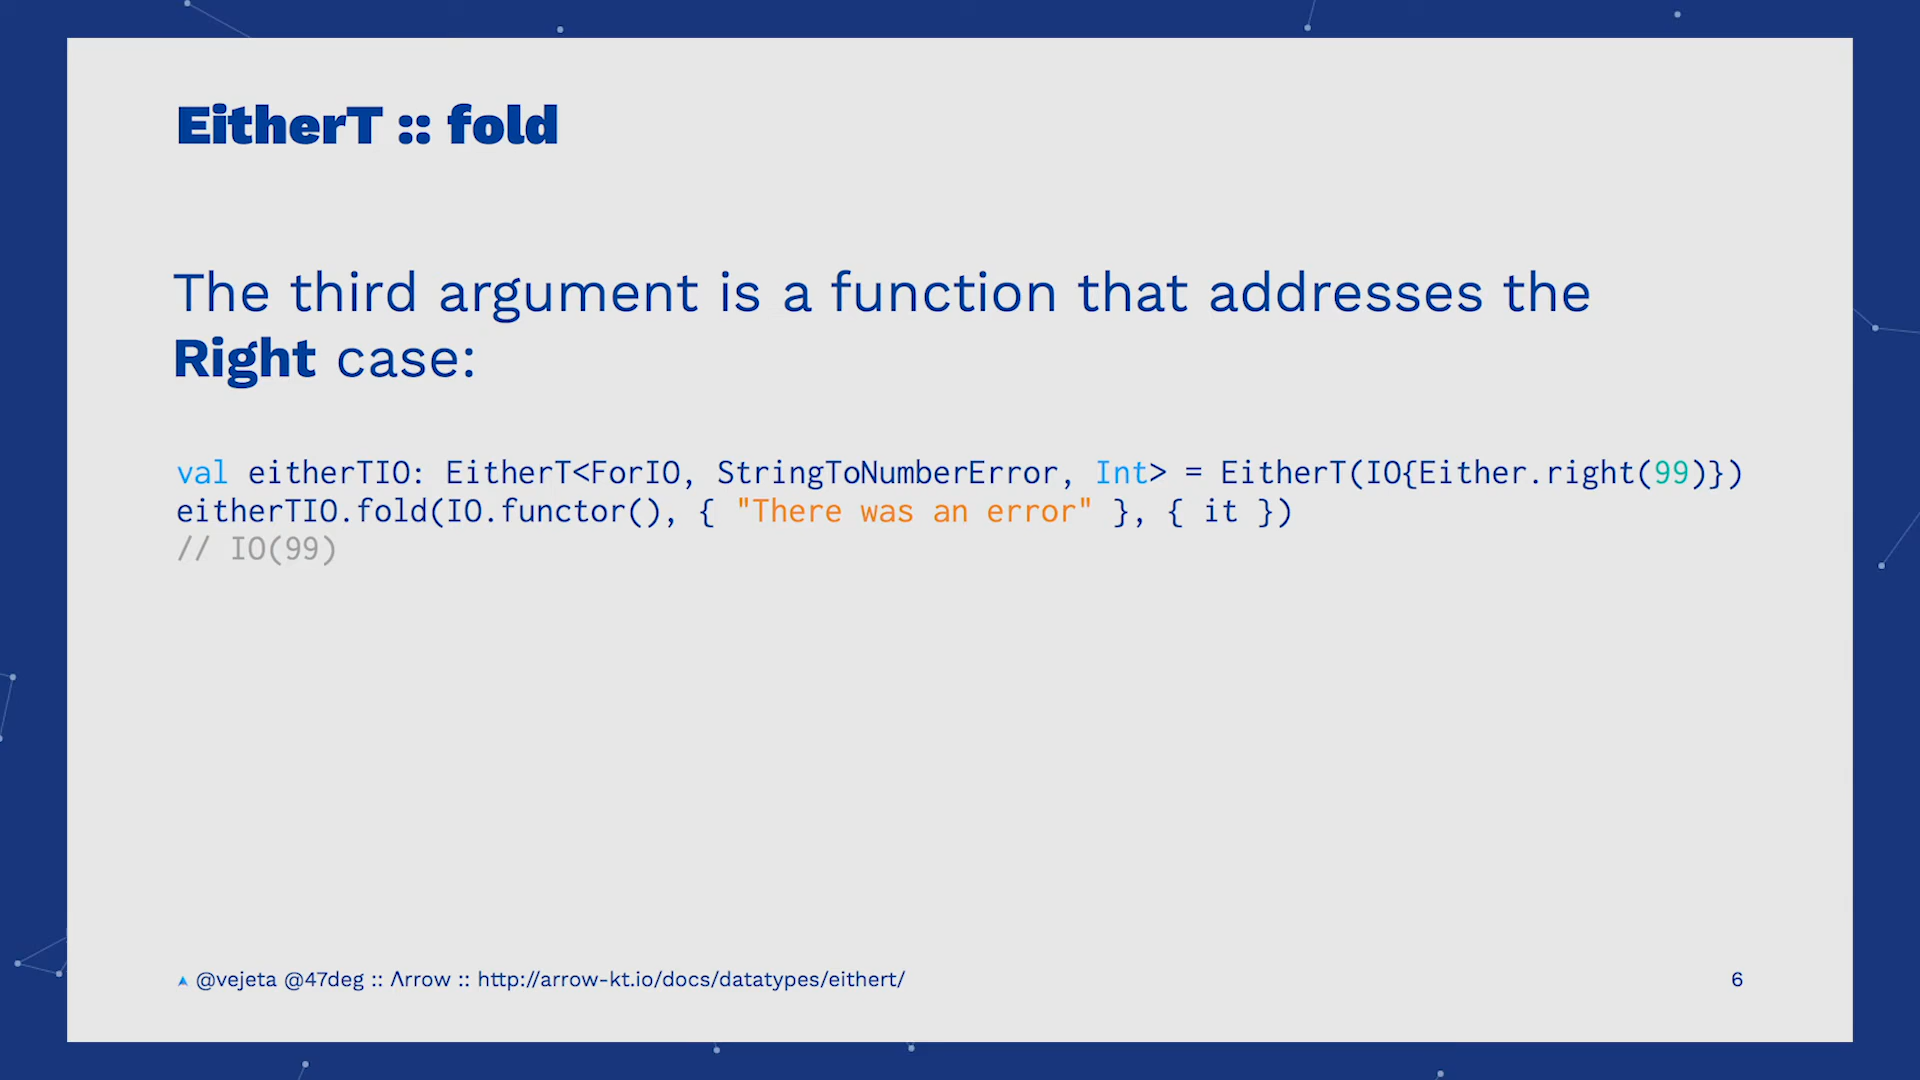 EitherT :: fold
The third argument is a function that addresses the
Right case:
val eitherTIO: EitherT<ForIO, StringToNumberError, Int> = EitherT(IO{Either.right(99)})
eitherTIO.fold(IO.functor(), { "There was an error" }, { it })
// IO(99)
@vejeta @47deg :: Λrrow :: http://arrow-kt.io/docs/datatypes/eithert/
6